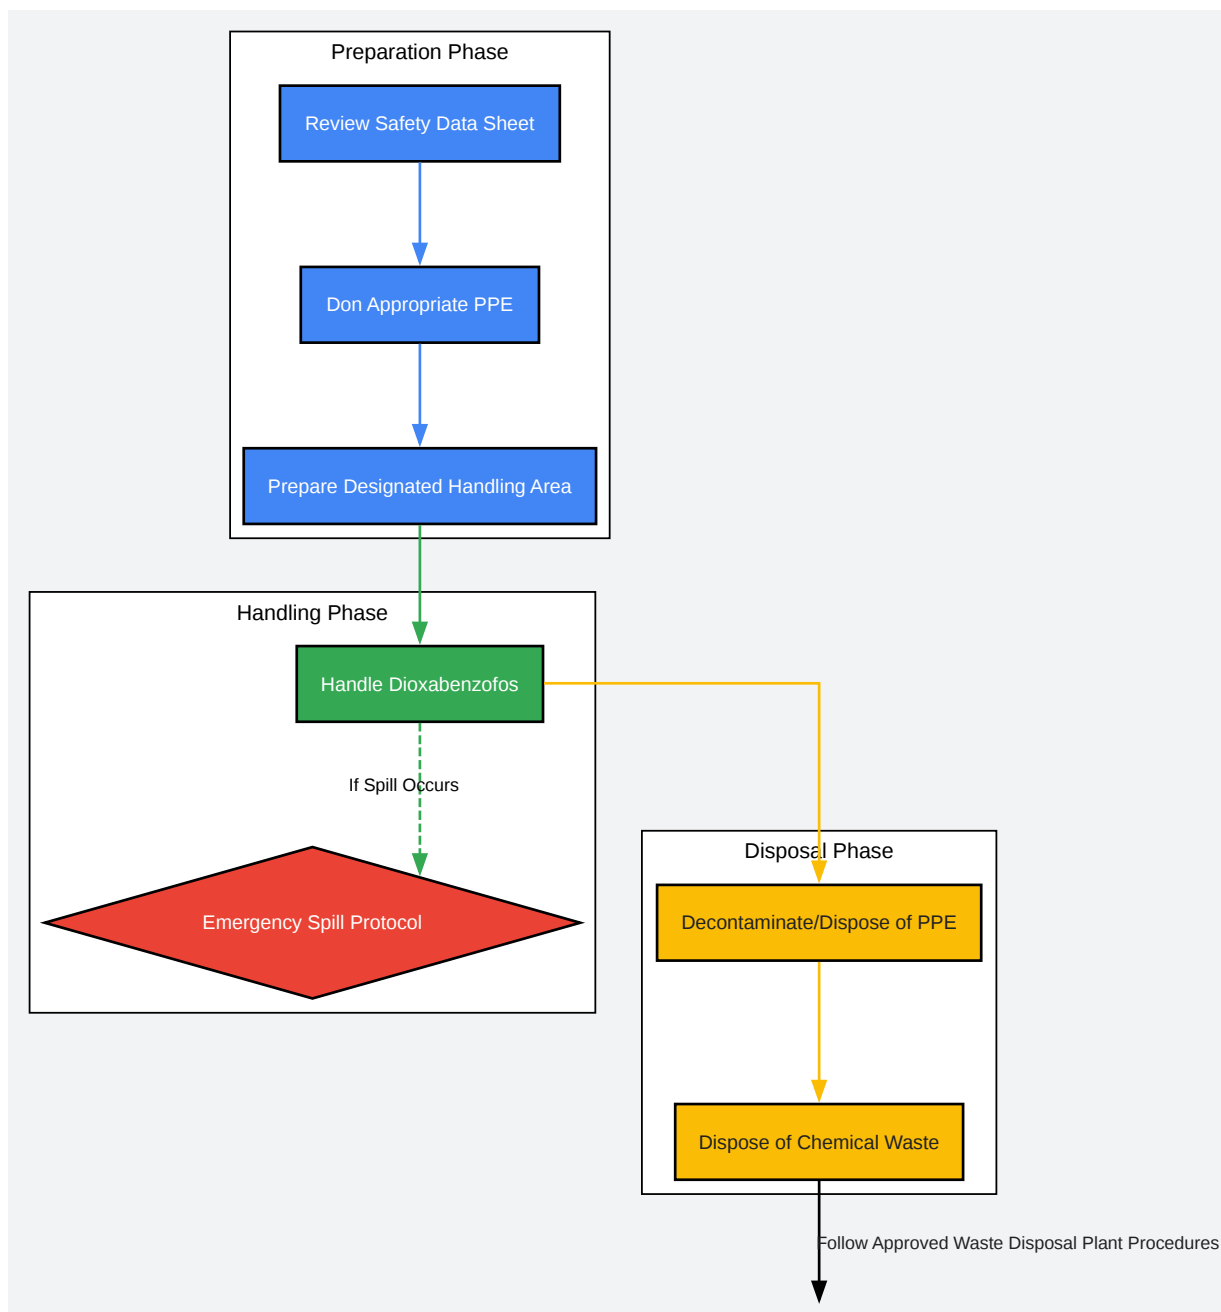 Preparation Phase
Review Safety Data Sheet
Don Appropriate PPE
Prepare Designated Handling Area
Handling Phase
Handle Dioxabenzofos
If Spill Occurs
Emergency Spill Protocol
Disposal Phase
Decontaminate/Dispose of PPE
Dispose of Chemical Waste
Follow Approved Waste Disposal Plant Procedures